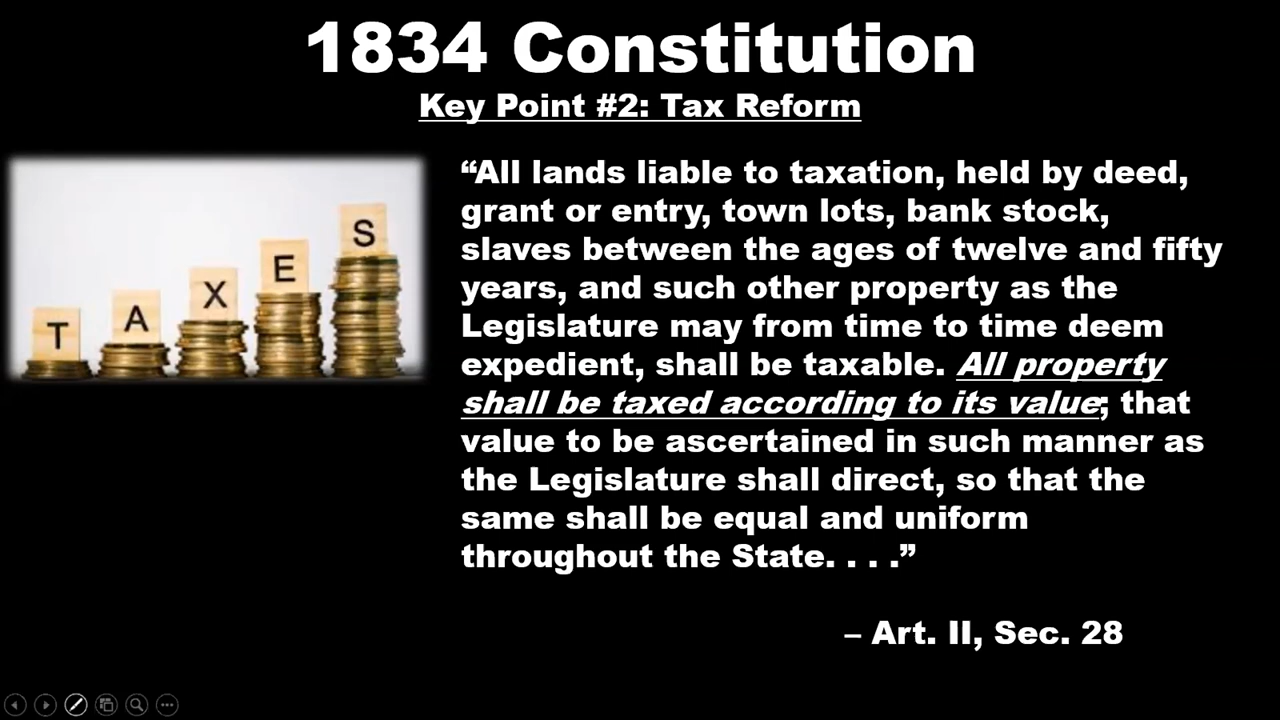 1834 Constitution
Key Point #2: Tax Reform
T A X E S
“All lands liable to taxation, held by deed,
grant or entry, town lots, bank stock,
slaves between the ages of twelve and fifty
years, and such other property as the
Legislature may from time to time deem
expedient, shall be taxable. All property
shall be taxed according to its value; that
value to be ascertained in such manner as
the Legislature shall direct, so that the
same shall be equal and uniform
throughout the State. . . .”
– Art. II, Sec. 28